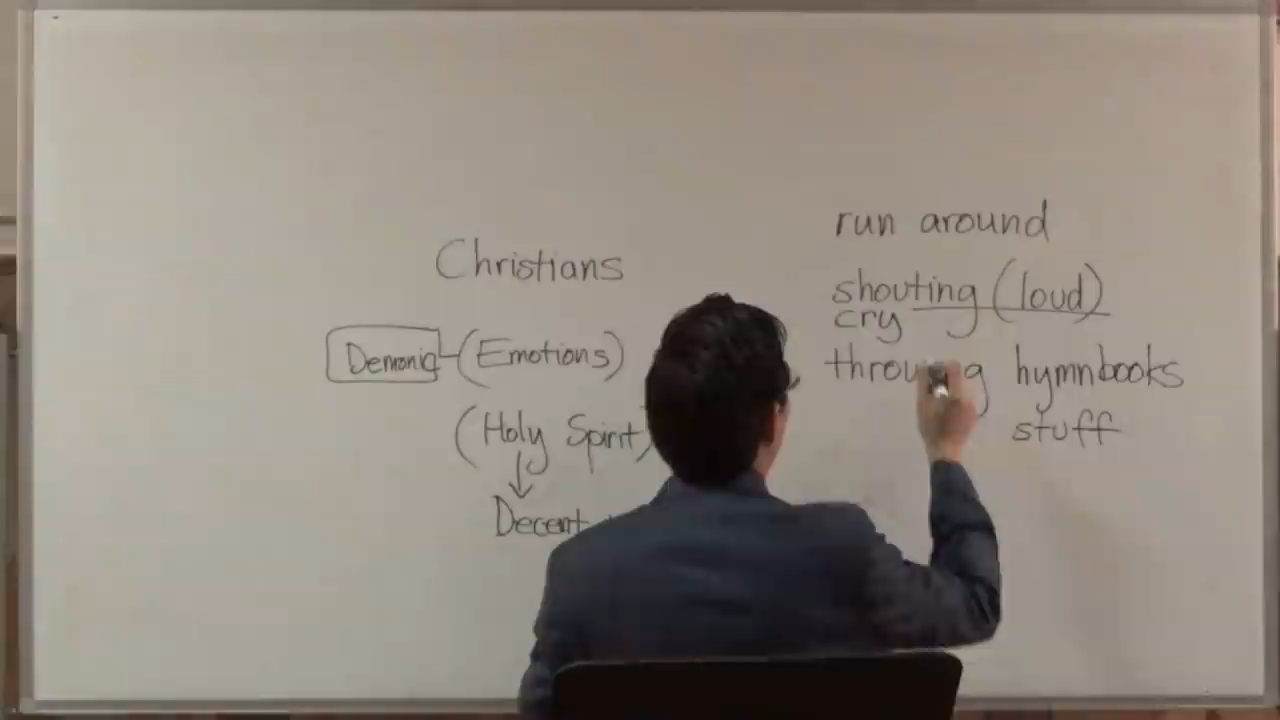 Christians
Demonic (Emotions)
(Holy Spirit)
Decent
run around
shouting (loud)
cry
hymnbooks
stuff